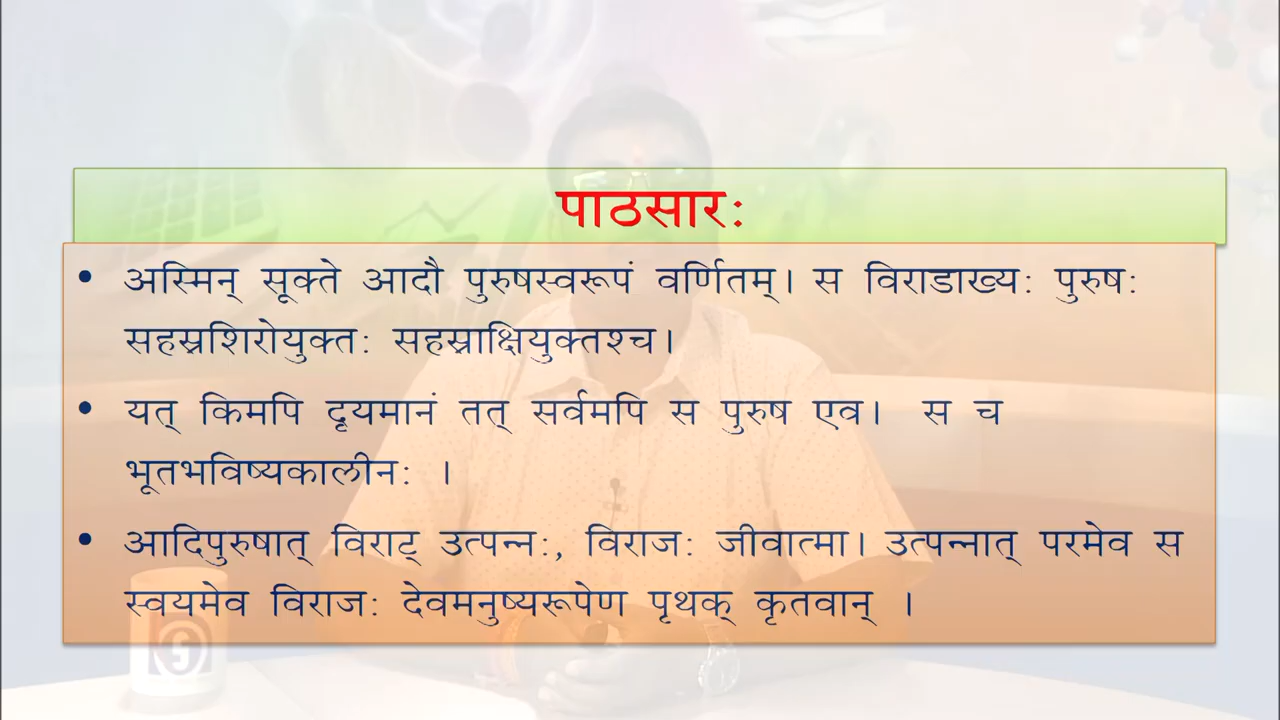 पाठसारः
• अस्मिन् सूक्ते आदौ पुरुषस्वरूपं वर्णितम्। स विराडाख्यः पुरुषः
सहस्रशिरोयुक्तः सहस्राक्षियुक्तश्च।
• यत् किमपि दृयमानं तत् सर्वमपि स पुरुष एव। स च
भूतभविष्यकालीनः ।
• आदिपुरुषात् विराट् उत्पन्नः, विराजः जीवात्मा। उत्पन्नात् परमेव स
स्वयमेव विराजः देवमनुष्यरूपेण पृथक् कृतवान् ।